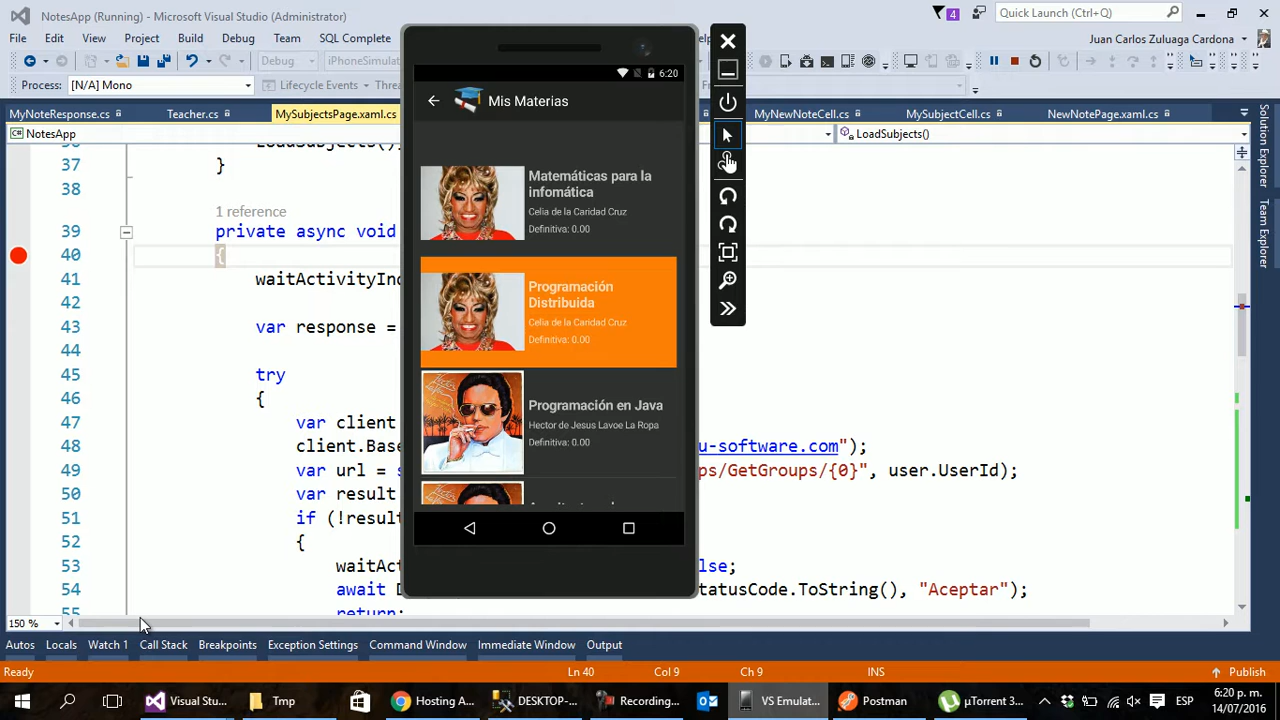 NotesApp (Running) - Microsoft Visual Studio (Administrator)
4
Quick Launch (Ctrl+Q)
File Edit View Project Build Debug Team SQL Complete
Juan Carlos Zuluaga Cardona
Debug
iPhoneSimulat
Process: [N/A] Mono
Lifecycle Events
Threa
MyNoteResponse.cs Teacher.cs MySubjectsPage.xaml.cs MyNewNoteCell.cs MySubjectCell.cs NewNotePage.xaml.cs
NotesApp
LoadSubjects()
Solution Explorer
Team Explorer
6:20
Mis Materias
Matemáticas para la
infomática
Celia de la Caridad Cruz
Definitiva: 0.00
Programación
Distribuida
Celia de la Caridad Cruz
Definitiva: 0.00
Programación en Java
Hector de Jesus Lavoe La Ropa
Definitiva: 0.00
36 LoadSubjects()
37 }
38
1 reference
39 private async void
40 {
41 waitActivityInd
42
43 var response =
44
45 try
46 {
47 var client
48 client.Base u-software.com");
49 var url = s ps/GetGroups/{0}", user.UserId);
50 var result
51 if (!result
52 {
53 waitAct lse;
54 await D tatusCode.ToString(), "Aceptar");
55 return;
150 %
Autos Locals Watch 1 Call Stack Breakpoints Exception Settings Command Window Immediate Window Output
Ready Ln 40 Col 9 Ch 9 INS Publish
Visual Stu... Tmp Hosting A... DESKTOP-... Recording... VS Emulat... Postman µTorrent 3... ESP 6:20 p. m.
14/07/2016